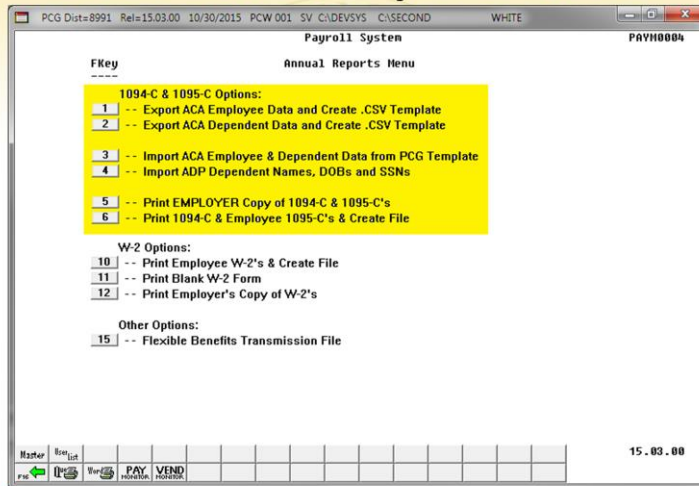 PCG Dist=8991 Rel=15.03.00 10/30/2015 PCW 001 SV C:\DEVSYS C:\SECOND WHITE
Payroll System PAYM0004
FKey Annual Reports Menu
----
1094-C & 1095-C Options:
1 -- Export ACA Employee Data and Create .CSV Template
2 -- Export ACA Dependent Data and Create .CSV Template
3 -- Import ACA Employee & Dependent Data from PCG Template
4 -- Import ADP Dependent Names, DOBs and SSNs
5 -- Print EMPLOYER Copy of 1094-C & 1095-C's
6 -- Print 1094-C & Employee 1095-C's & Create File
W-2 Options:
10 -- Print Employee W-2's & Create File
11 -- Print Blank W-2 Form
12 -- Print Employer's Copy of W-2's
Other Options:
15 -- Flexible Benefits Transmission File
Master User List 15.03.00
F16 Que Word PAY MONITOR VEND MONITOR